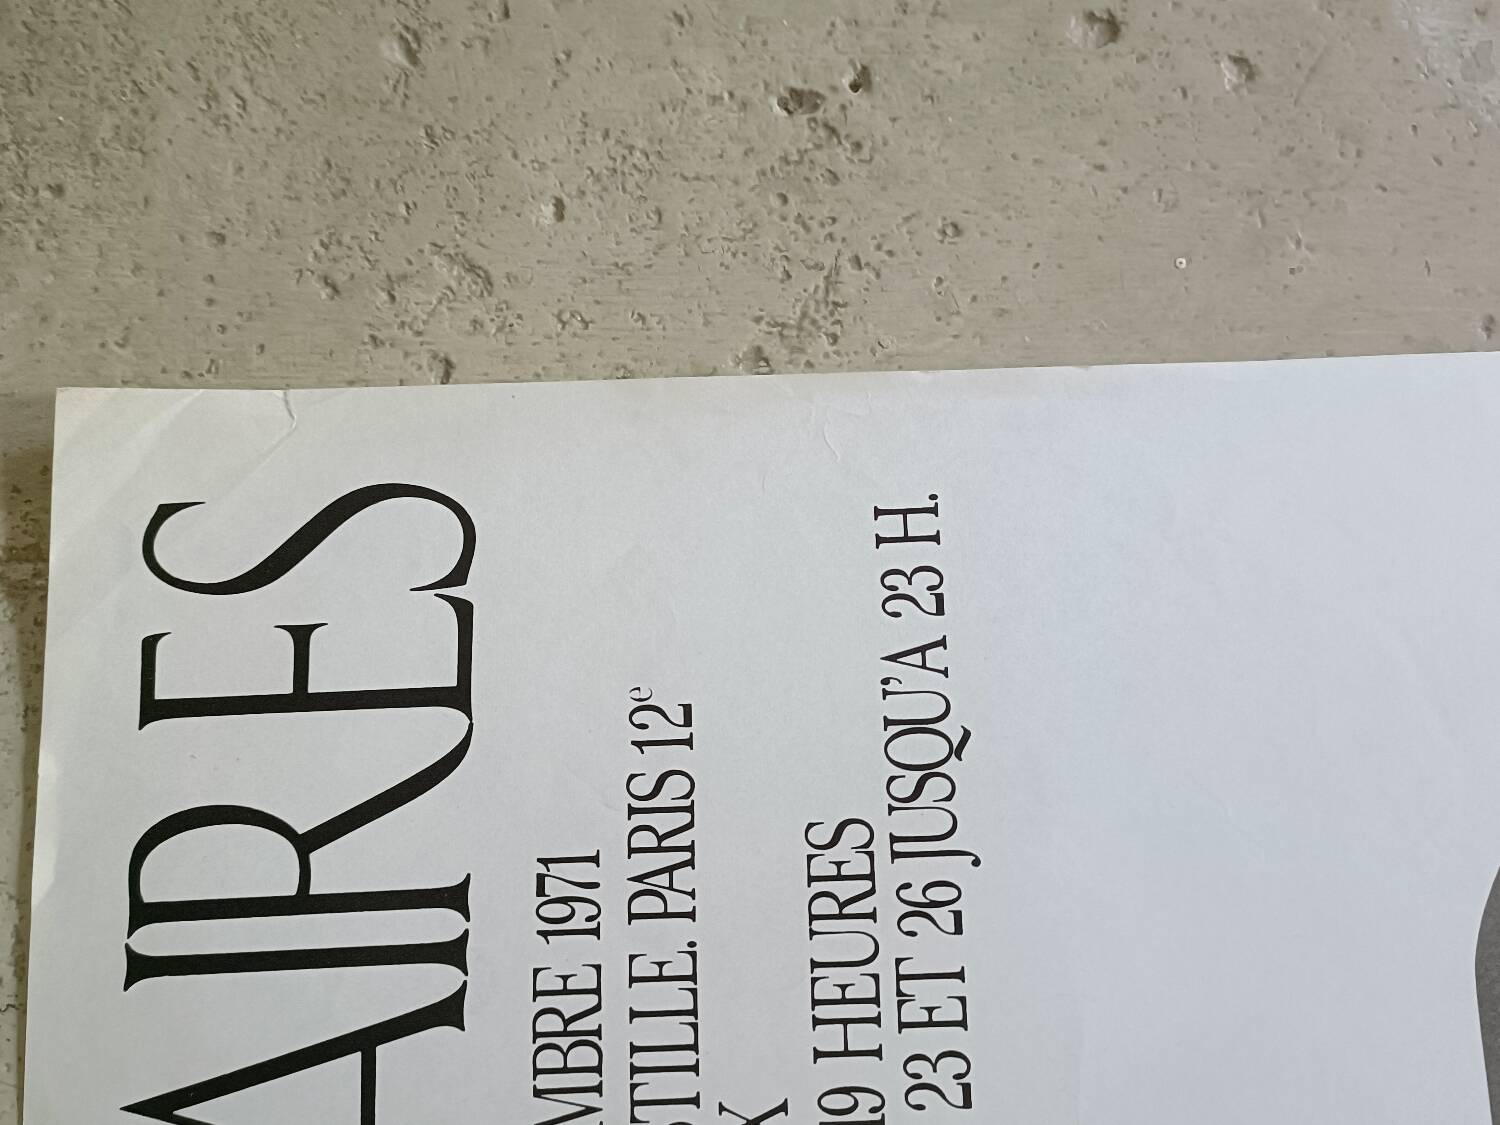 AIRES
MBRE 1971
STILLE. PARIS 12e
X
19 HEURES
23 ET 26 JUSQU'A 23 H.